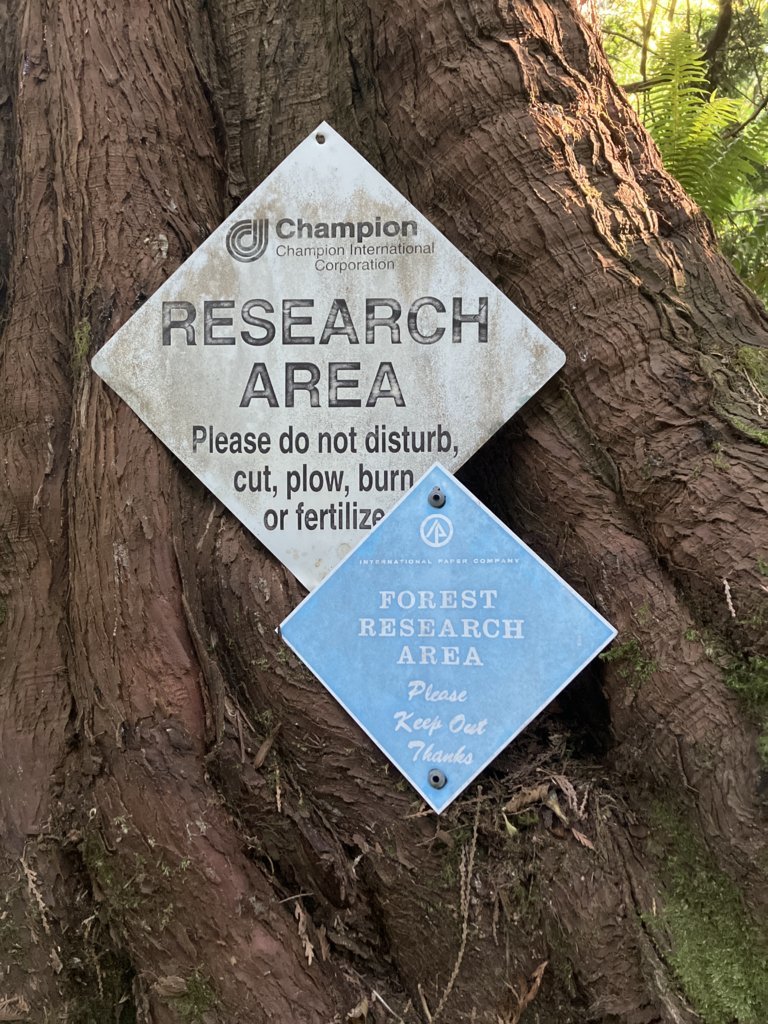 Champion
Champion International
Corporation
RESEARCH
AREA
Please do not disturb,
cut, plow, burn
or fertilize
INTERNATIONAL PAPER COMPANY
FOREST
RESEARCH
AREA
Please
Keep Out
Thanks